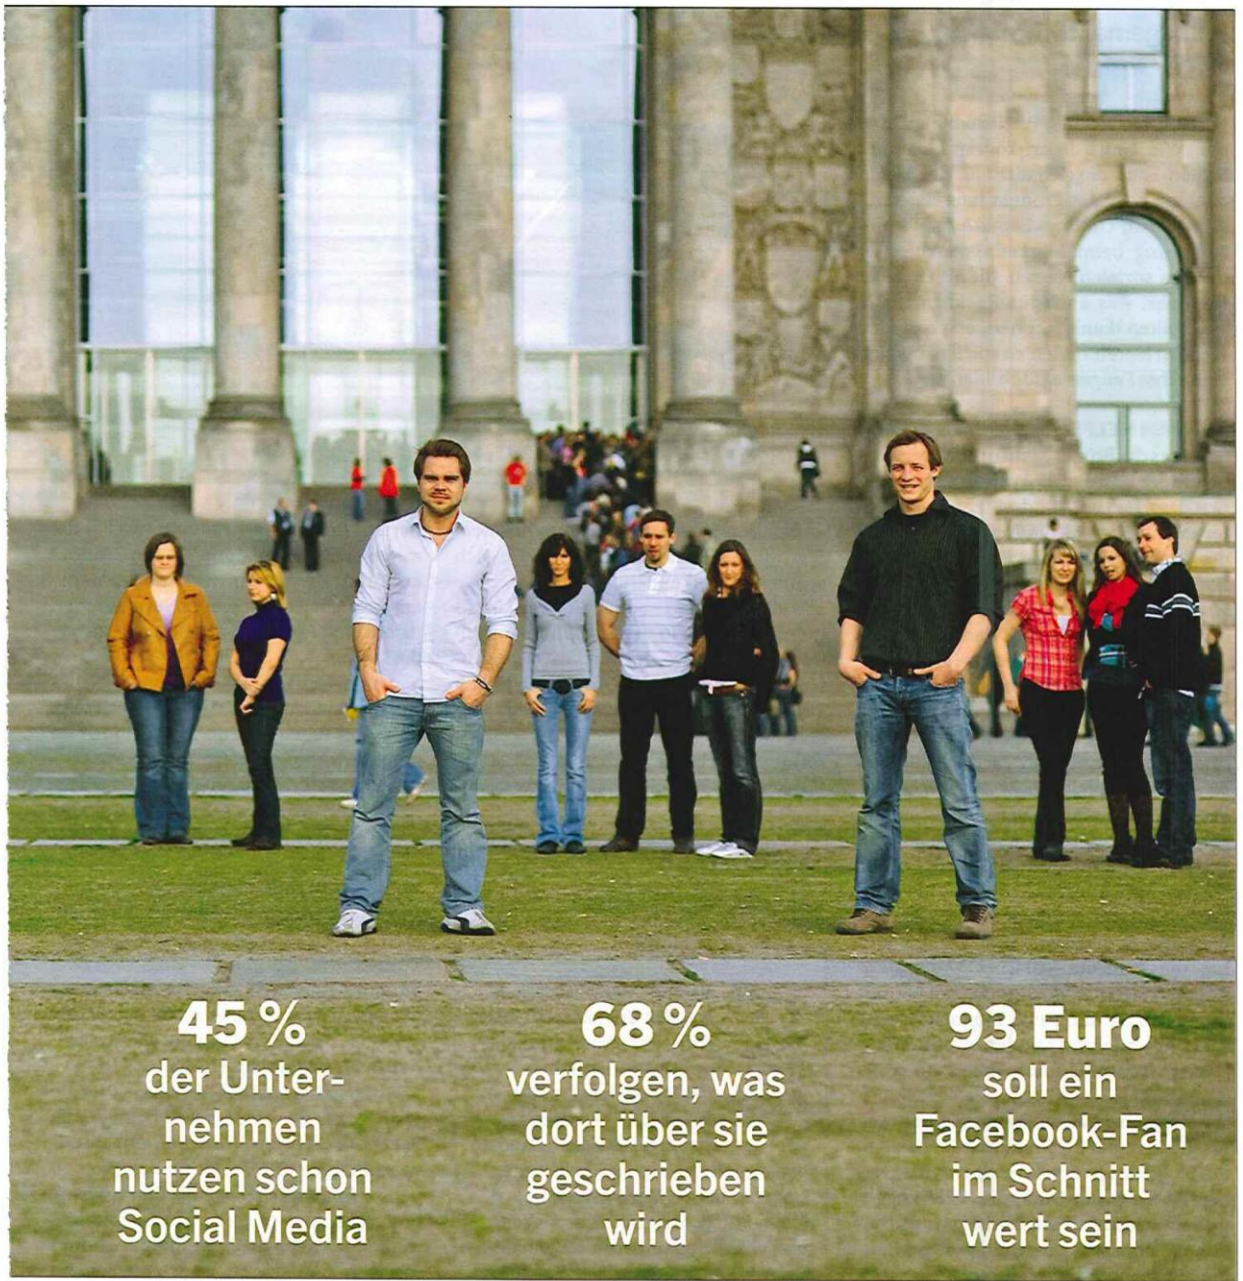 45 %
der Unter-
nehmen
nutzen schon
Social Media
68 %
verfolgen, was
dort über sie
geschrieben
wird
93 Euro
soll ein
Facebook-Fan
im Schnitt
wert sein